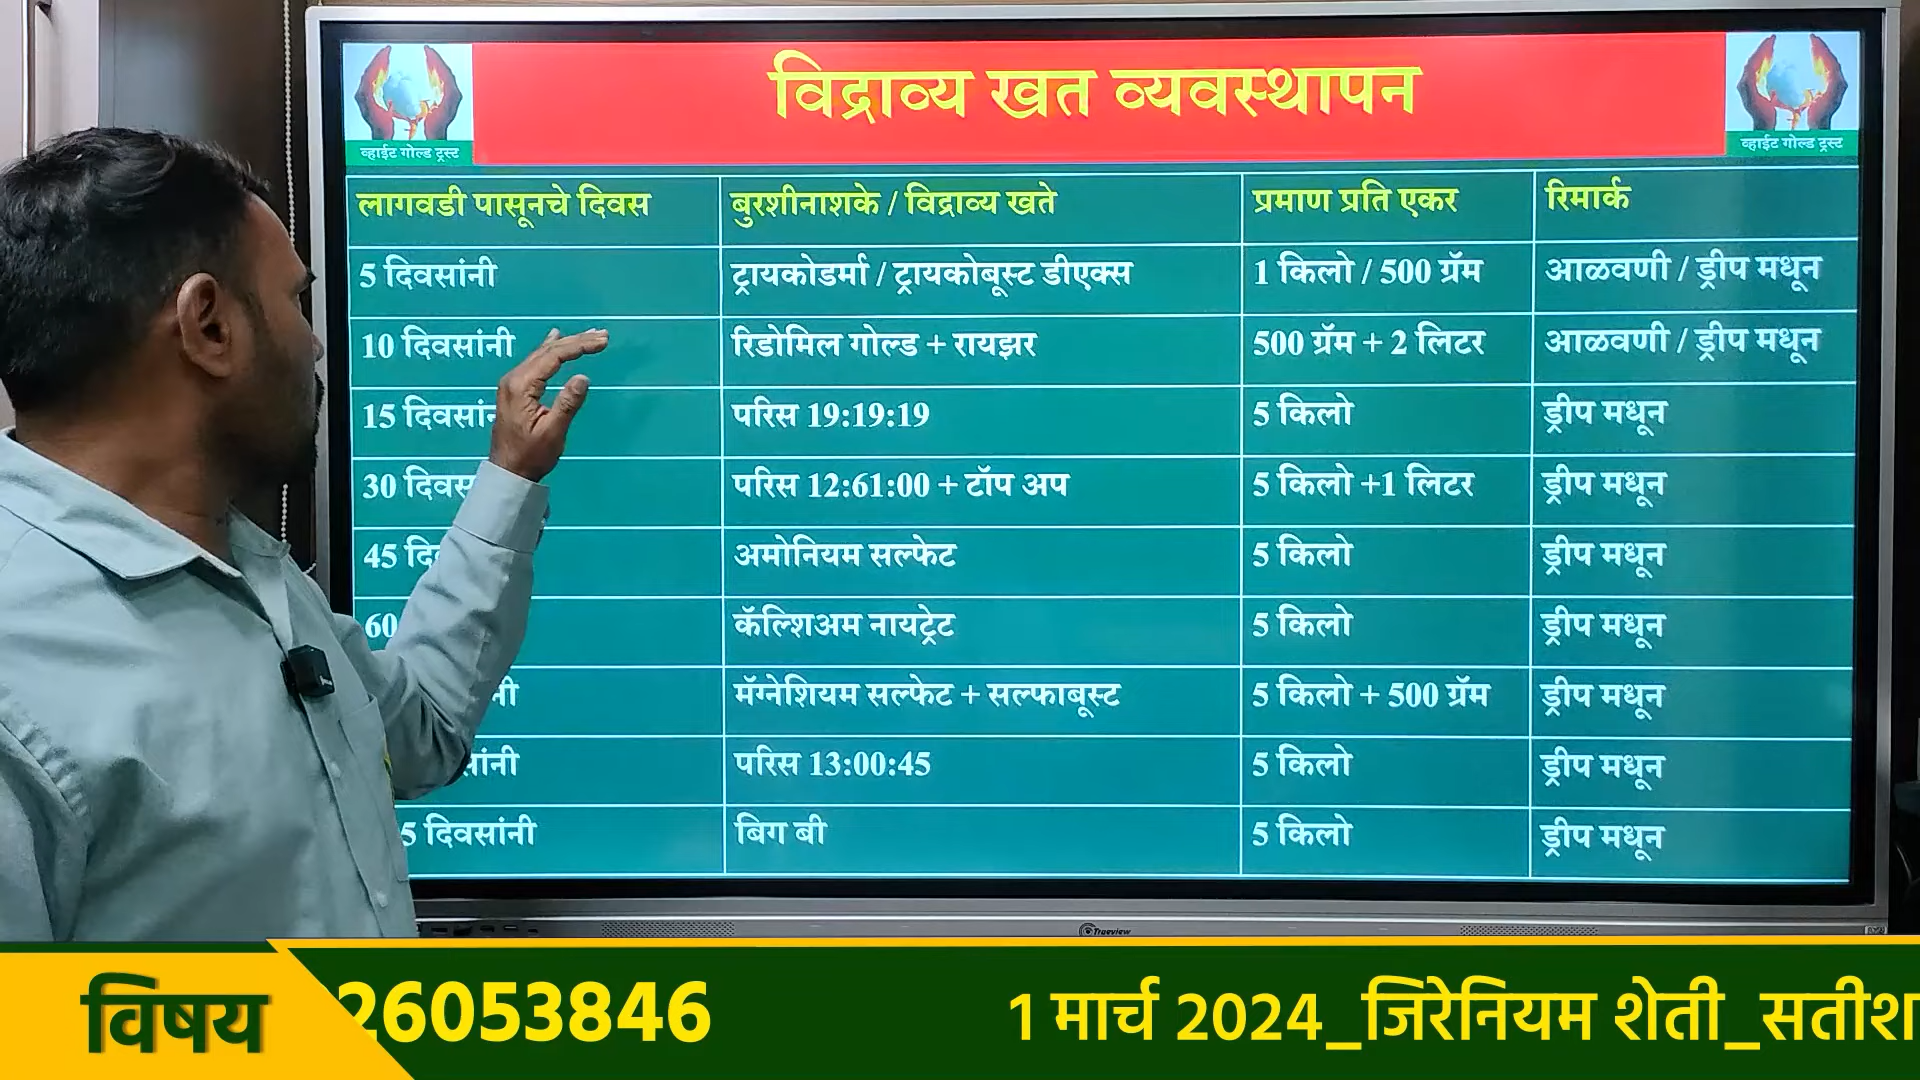 विद्राव्य खत व्यवस्थापन
व्हाईट गोल्ड ट्रस्ट
व्हाईट गोल्ड ट्रस्ट
लागवडी पासूनचे दिवस बुरशीनाशके / विद्राव्य खते प्रमाण प्रति एकर रिमार्क
5 दिवसांनी ट्रायकोडर्मा / ट्रायकोबूस्ट डीएक्स 1 किलो / 500 ग्रॅम आळवणी / ड्रीप मधून
10 दिवसांनी रिडोमिल गोल्ड + रायझर 500 ग्रॅम + 2 लिटर आळवणी / ड्रीप मधून
15 परिस 19:19:19 5 किलो ड्रीप मधून
30 परिस 12:61:00 + टॉप अप 5 किलो +1 लिटर ड्रीप मधून
45 अमोनियम सल्फेट 5 किलो ड्रीप मधून
60 कॅल्शिअम नायट्रेट 5 किलो ड्रीप मधून
मॅग्नेशियम सल्फेट + सल्फाबूस्ट 5 किलो + 500 ग्रॅम ड्रीप मधून
परिस 13:00:45 5 किलो ड्रीप मधून
5 दिवसांनी बिग बी 5 किलो ड्रीप मधून
Traeview
विषय 26053846 1 मार्च 2024_जिरेनियम शेती_सतीश